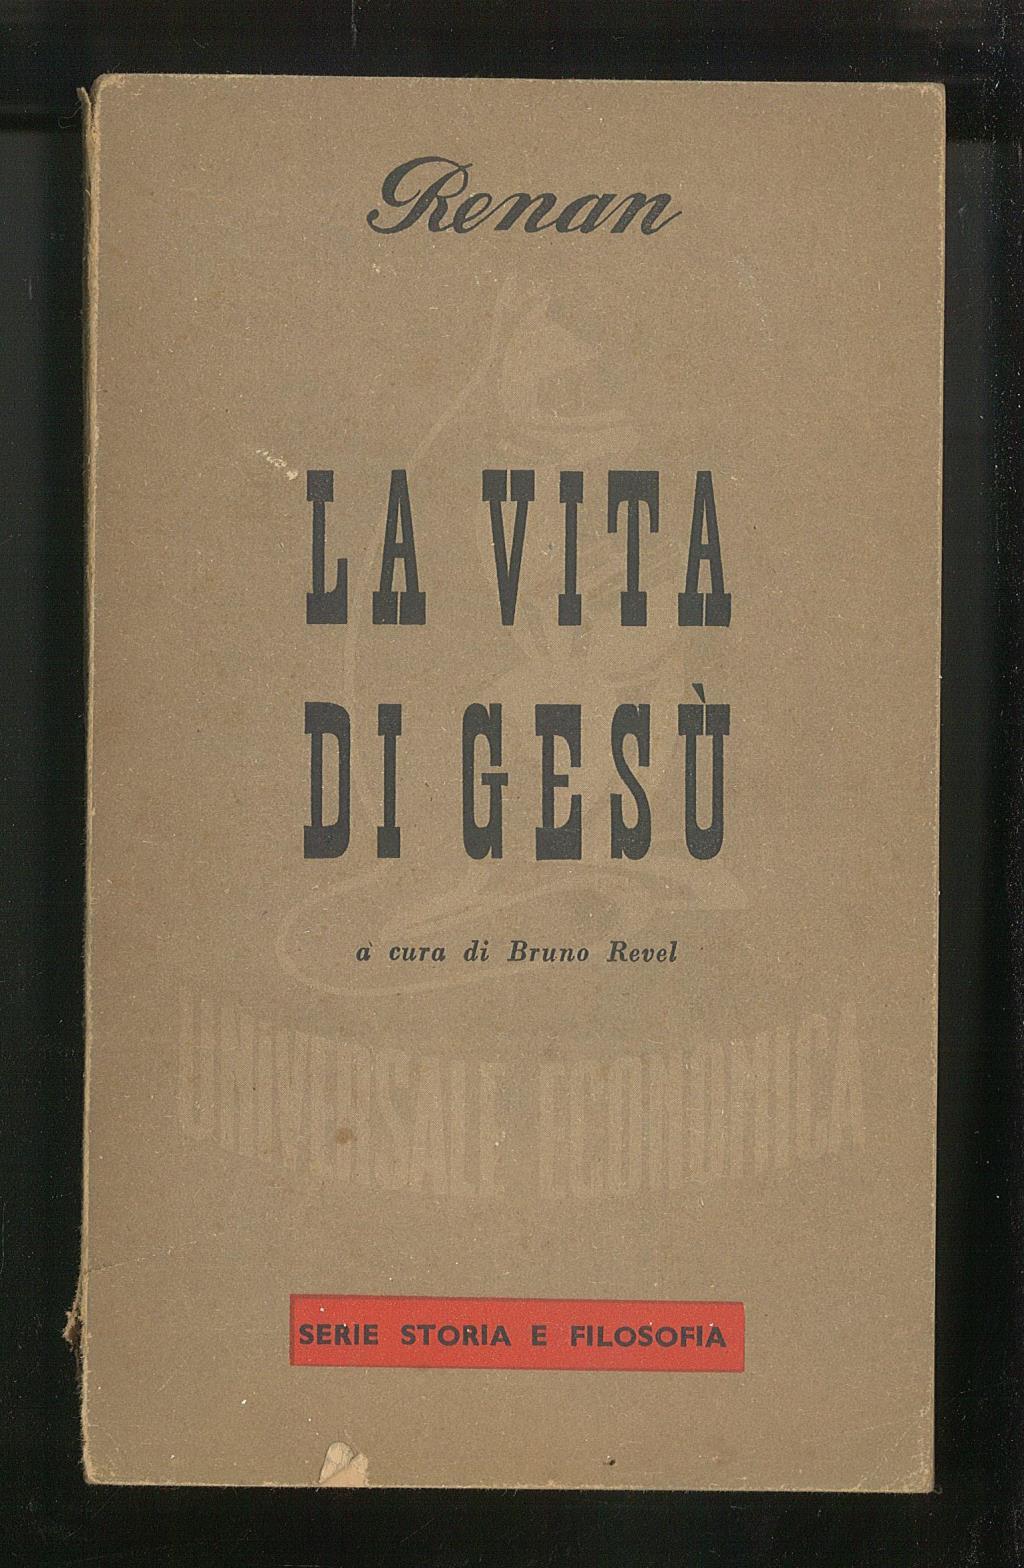 Renan
LA VITA
DI GESÙ
a cura di Bruno Revel
UNIVERSALE ECONOMICA
SERIE STORIA E FILOSOFIA